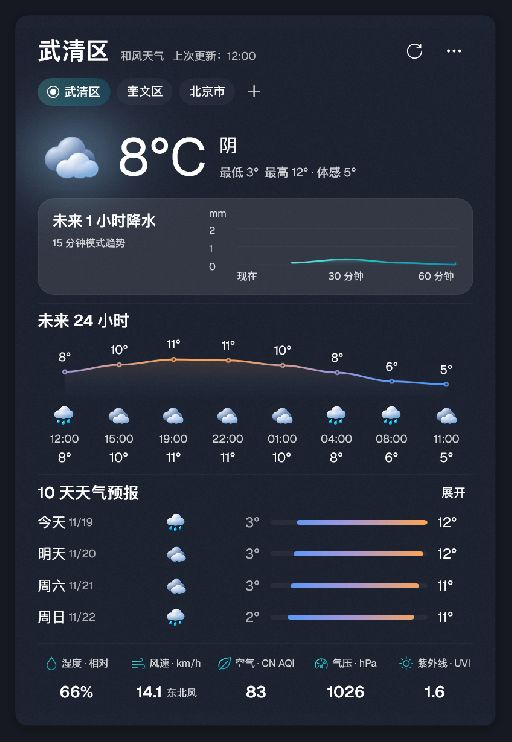 武清区 和风天气 上次更新：12:00
武清区 奎文区 北京市
8°C 阴
最低 3° 最高 12° · 体感 5°
未来 1 小时降水
15 分钟模式趋势
mm
2
1
0
现在 30 分钟 60 分钟
未来 24 小时
8° 10° 11° 11° 10° 8° 6° 5°
12:00 15:00 19:00 22:00 01:00 04:00 08:00 11:00
8° 10° 11° 11° 10° 8° 6° 5°
10 天天气预报 展开
今天 11/19 3° 12°
明天 11/20 3° 12°
周六 11/21 3° 11°
周日 11/22 2° 11°
湿度 · 相对 风速 · km/h 空气 · CN AQI 气压 · hPa 紫外线 · UVI
66% 14.1 东北风 83 1026 1.6